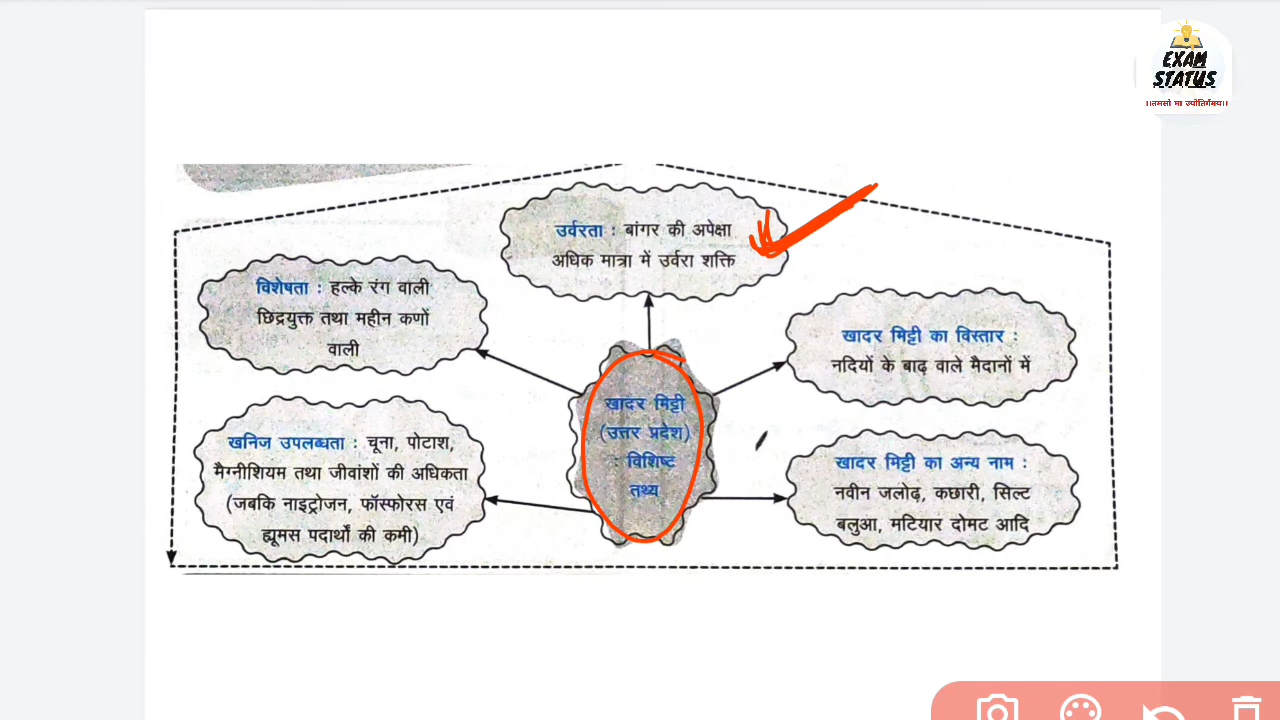 EXAM
STATUS
।।तमसो मा ज्योतिर्गमय।।
उर्वरता : बांगर की अपेक्षा
अधिक मात्रा में उर्वरा शक्ति
विशेषता : हल्के रंग वाली
छिद्रयुक्त तथा महीन कणों
वाली
खादर मिट्टी का विस्तार :
नदियों के बाढ़ वाले मैदानों में
खादर मिट्टी
(उत्तर प्रदेश)
: विशिष्ट
तथ्य
खनिज उपलब्धता : चूना, पोटाश,
मैग्नीशियम तथा जीवांशों की अधिकता
(जबकि नाइट्रोजन, फॉस्फोरस एवं
ह्यूमस पदार्थों की कमी)
खादर मिट्टी का अन्य नाम :
नवीन जलोढ़, कछारी, सिल्ट
बलुआ, मटियार दोमट आदि